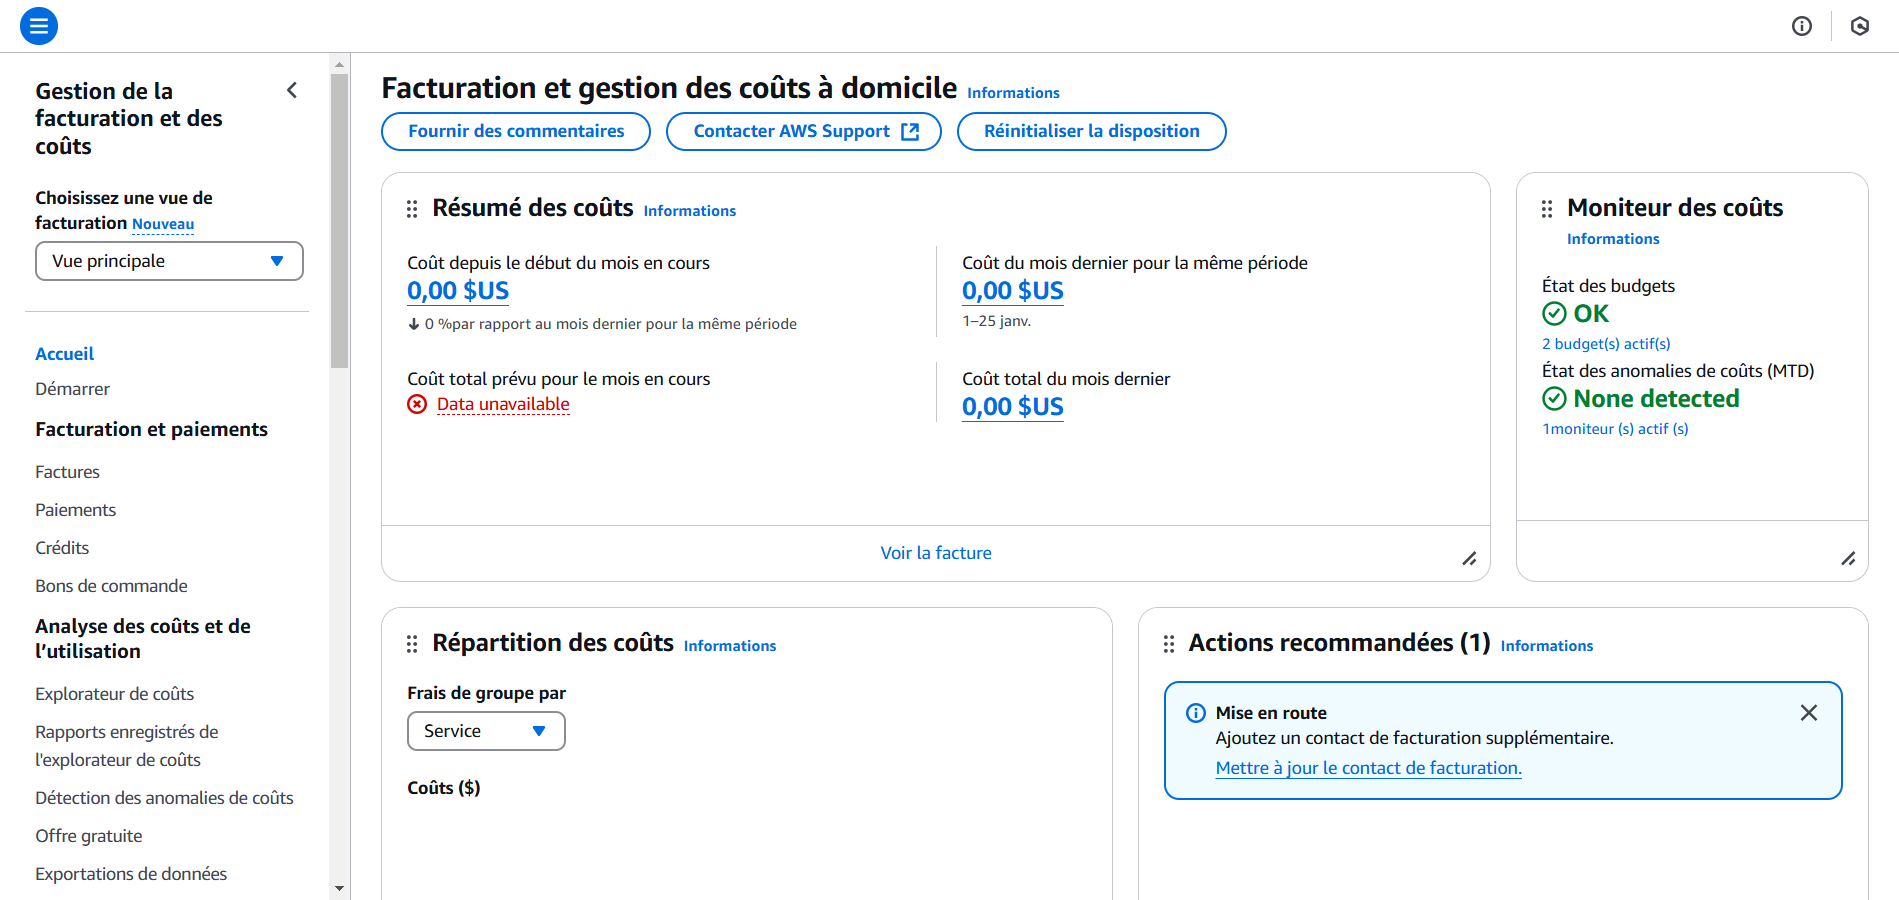 Gestion de la
facturation et des
coûts
Choisissez une vue de
facturation Nouveau
Vue principale
Accueil
Démarrer
Facturation et paiements
Factures
Paiements
Crédits
Bons de commande
Analyse des coûts et de
l’utilisation
Explorateur de coûts
Rapports enregistrés de
l'explorateur de coûts
Détection des anomalies de coûts
Offre gratuite
Exportations de données
Facturation et gestion des coûts à domicile Informations
Fournir des commentaires
Contacter AWS Support
Réinitialiser la disposition
Résumé des coûts Informations
Coût depuis le début du mois en cours
0,00 $US
0 %par rapport au mois dernier pour la même période
Coût du mois dernier pour la même période
0,00 $US
1–25 janv.
Coût total prévu pour le mois en cours
Data unavailable
Coût total du mois dernier
0,00 $US
Voir la facture
Moniteur des coûts
Informations
État des budgets
OK
2 budget(s) actif(s)
État des anomalies de coûts (MTD)
None detected
1moniteur (s) actif (s)
Répartition des coûts Informations
Frais de groupe par
Service
Coûts ($)
Actions recommandées (1) Informations
Mise en route
Ajoutez un contact de facturation supplémentaire.
Mettre à jour le contact de facturation.